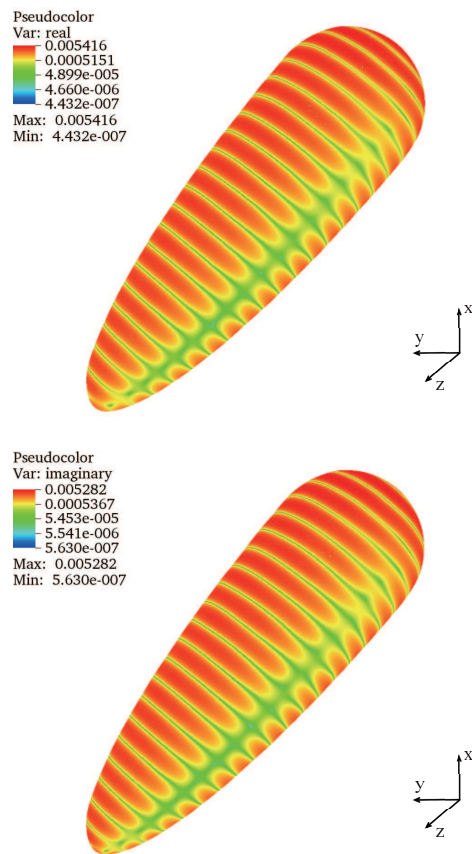 Pseudocolor
Var: real
0.005416
0.0005151
4.899e-005
4.660e-006
4.432e-007
Max: 0.005416
Min: 4.432e-007
x
y
z
Pseudocolor
Var: imaginary
0.005282
0.0005367
5.453e-005
5.541e-006
5.630e-007
Max: 0.005282
Min: 5.630e-007
x
y
z